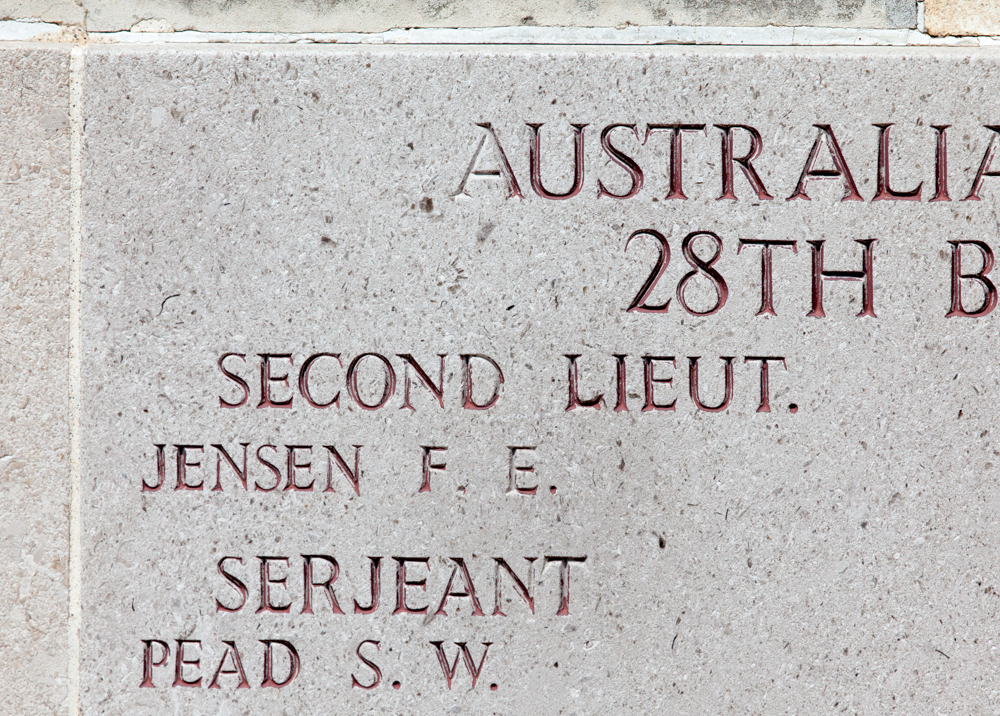 AUSTRALIA
28TH B
SECOND LIEUT.
JENSEN F. E.
SERJEANT
PEAD S. W.